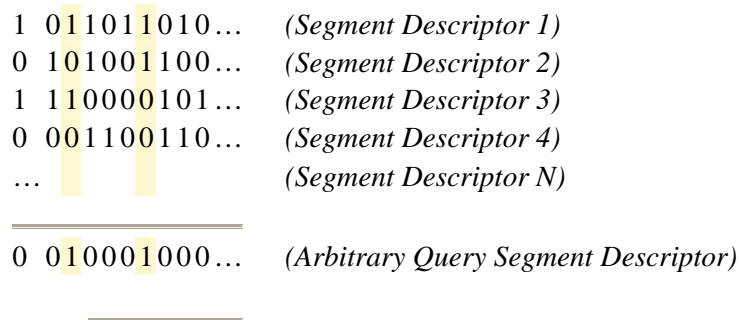 1 011011010… (Segment Descriptor 1)
0 101001100… (Segment Descriptor 2)
1 110000101… (Segment Descriptor 3)
0 001100110… (Segment Descriptor 4)
… (Segment Descriptor N)
0 010001000… (Arbitrary Query Segment Descriptor)